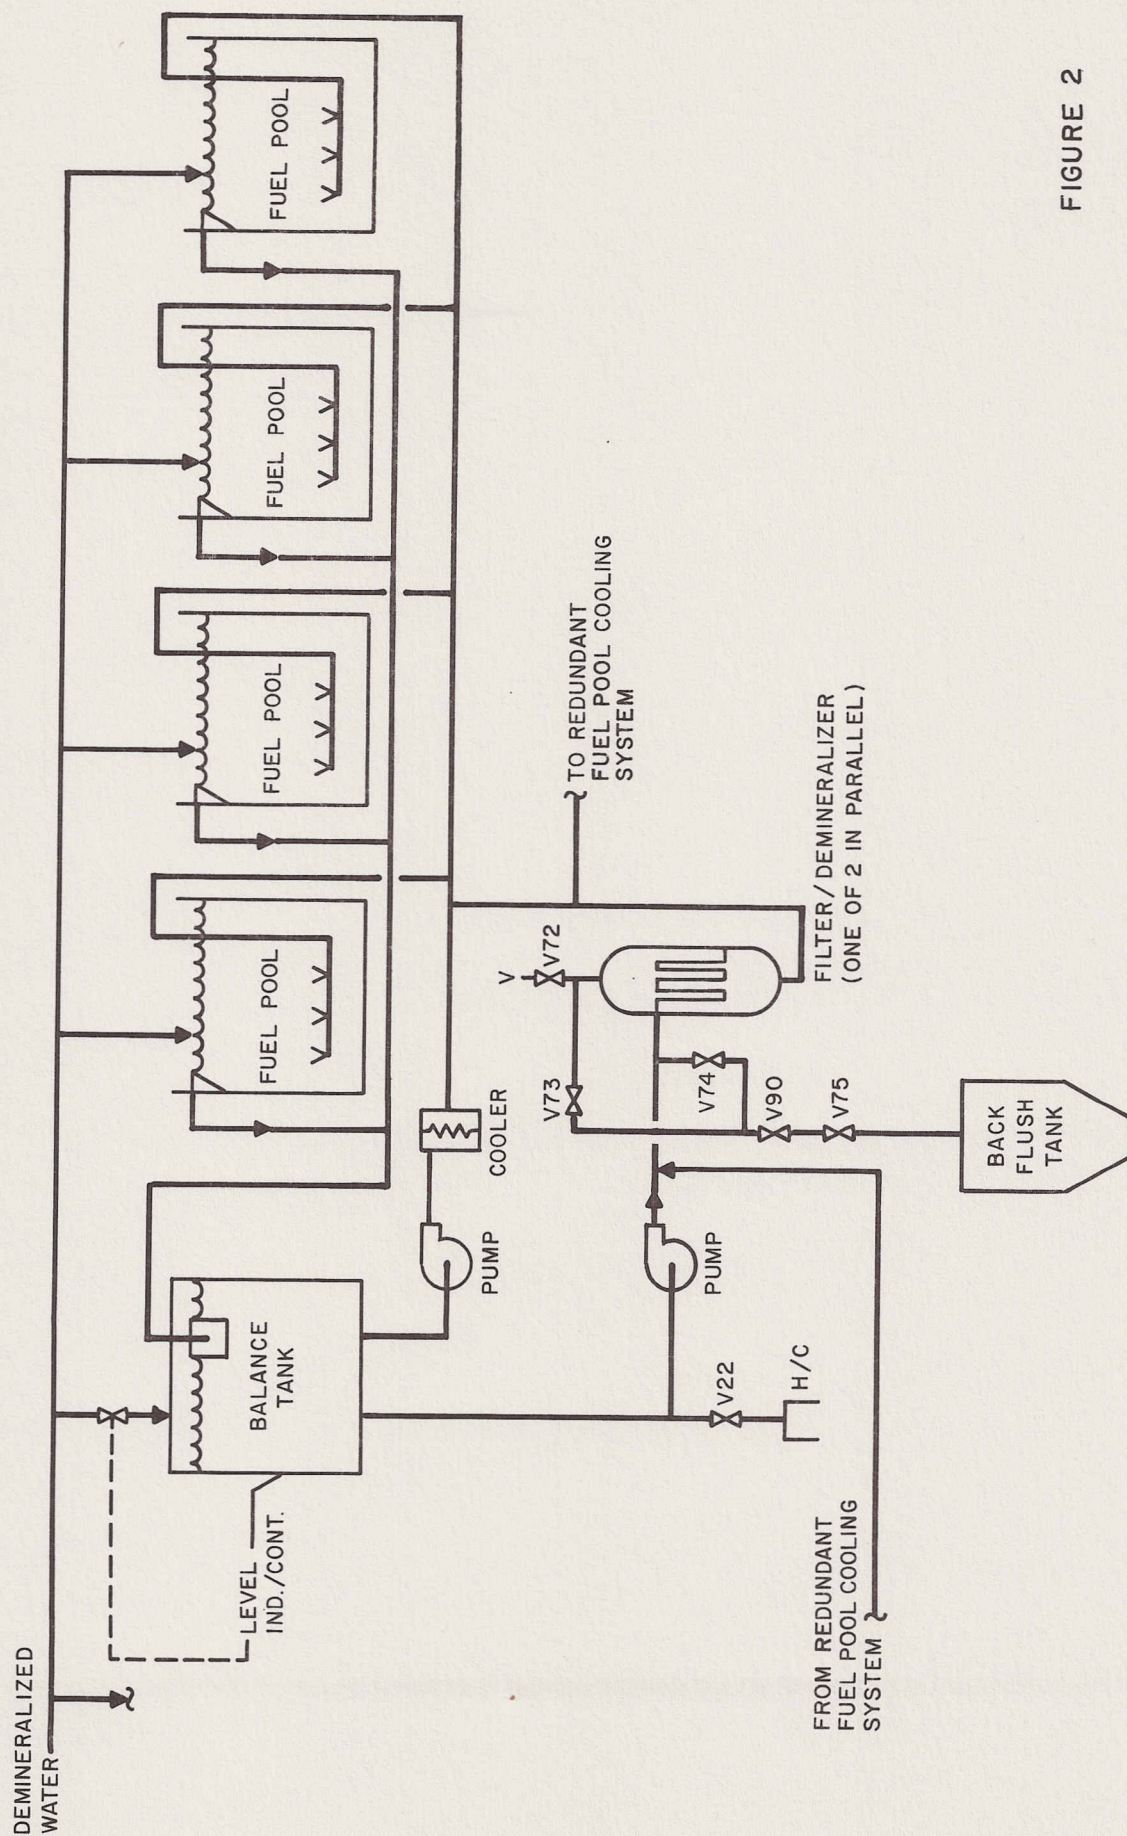 DEMINERALIZED
WATER
LEVEL
IND./CONT.
BALANCE
TANK
FUEL POOL
FUEL POOL
FUEL POOL
FUEL POOL
PUMP
COOLER
TO REDUNDANT
FUEL POOL COOLING
SYSTEM
V
V72
V73
V74
V90
V75
PUMP
V22
H/C
FILTER/DEMINERALIZER
(ONE OF 2 IN PARALLEL)
BACK
FLUSH
TANK
FROM REDUNDANT
FUEL POOL COOLING
SYSTEM
FIGURE 2